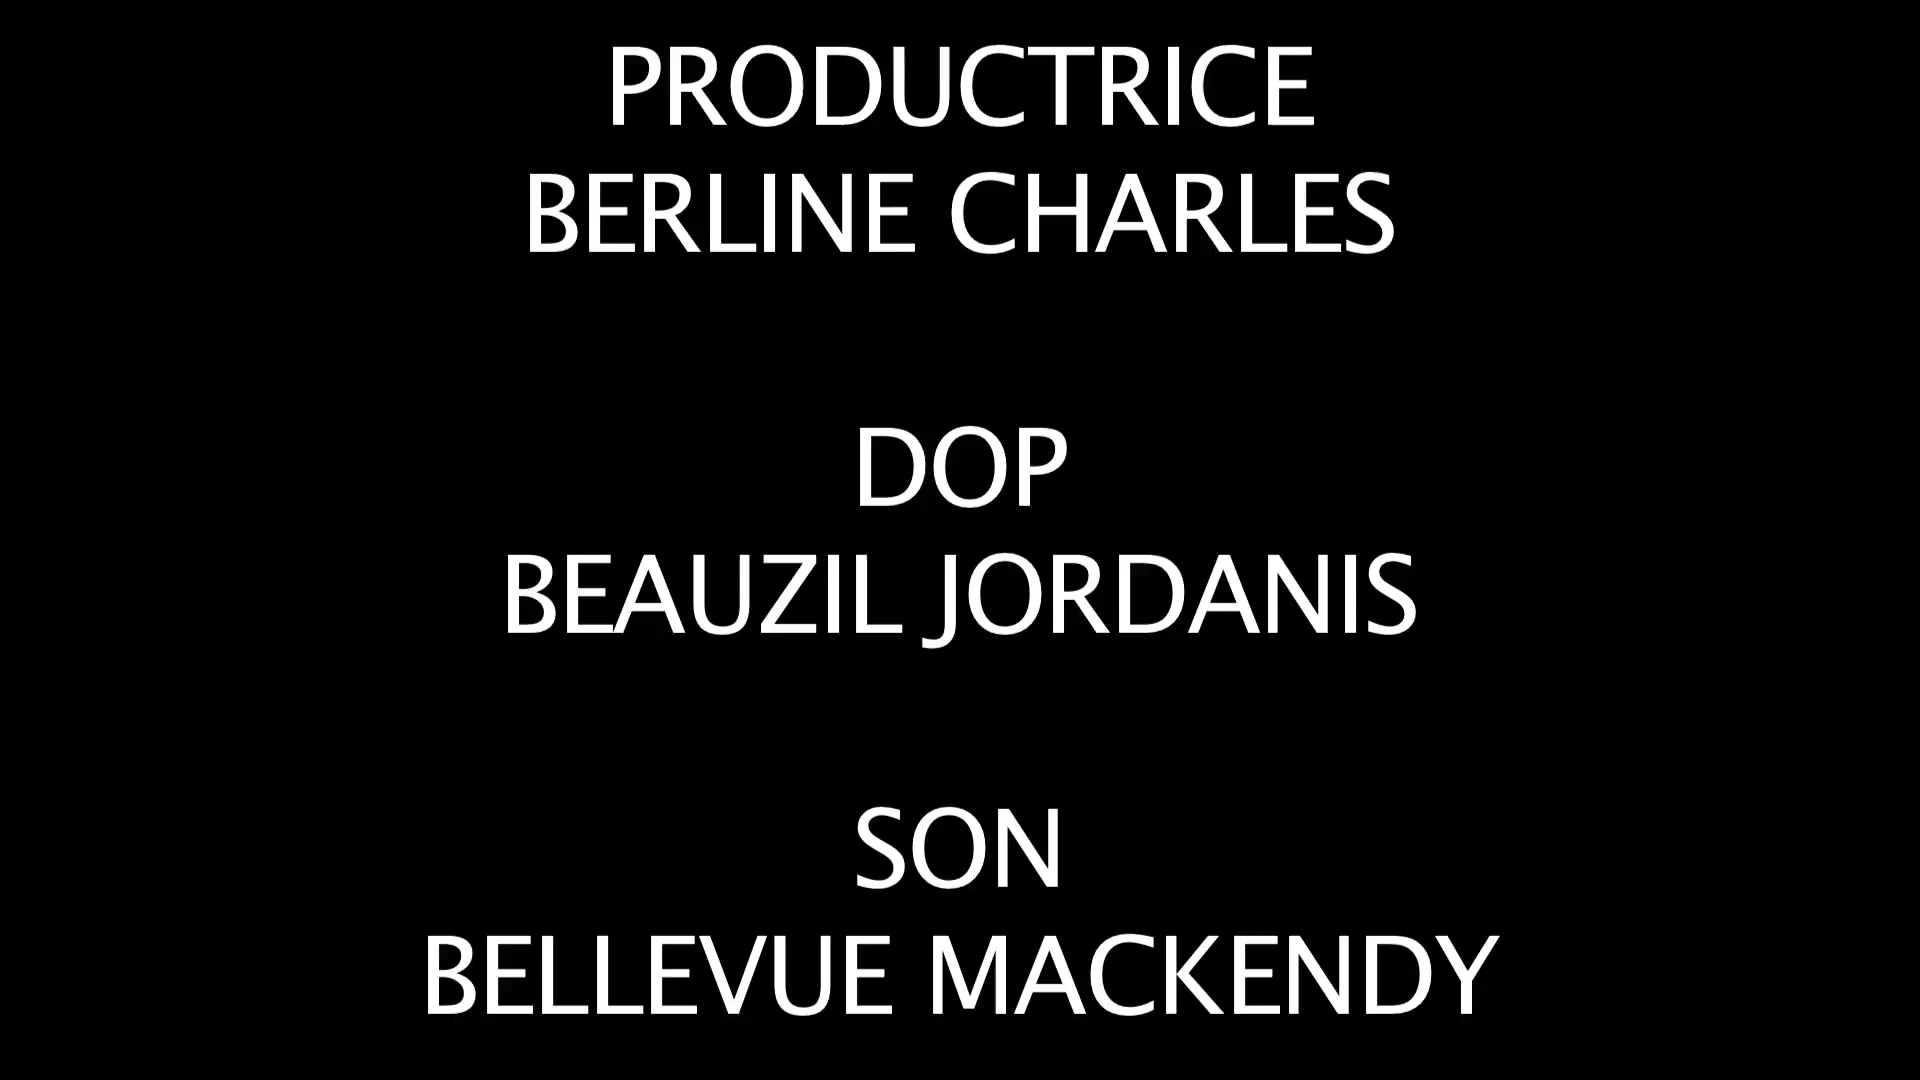 PRODUCTRICE
BERLINE CHARLES
DOP
BEAUZIL JORDANIS
SON
BELLEVUE MACKENDY